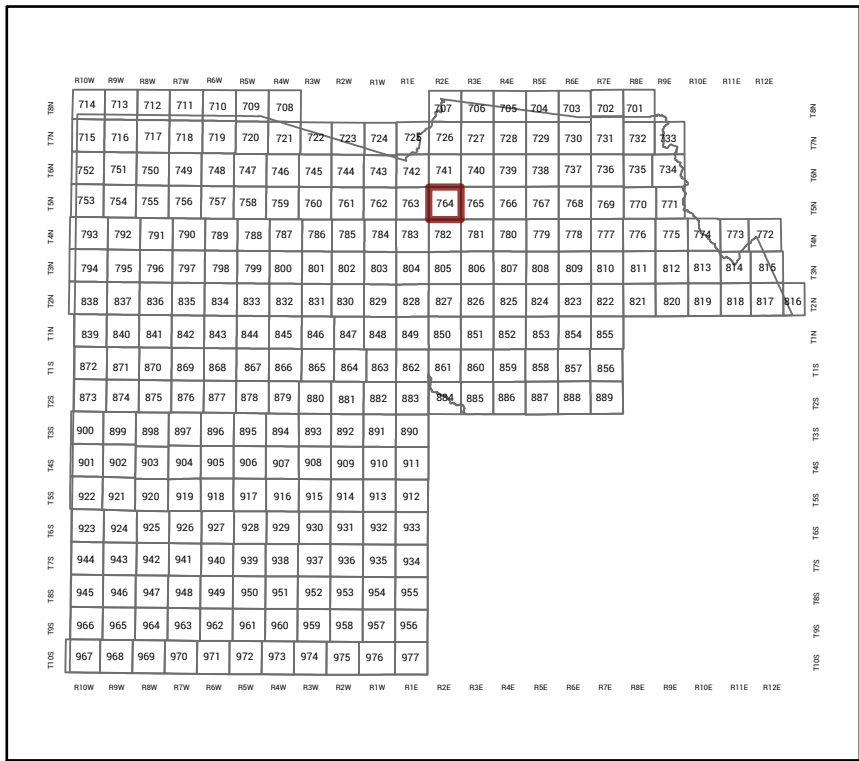 R10W R9W R8W R7W R6W R5W R4W R3W R2W R1W R1E R2E R3E R4E R5E R6E R7E R8E R9E R10E R11E R12E
T8N 714 713 712 711 710 709 708 707 706 705 704 703 702 701 T8N
T7N 715 716 717 718 719 720 721 722 723 724 725 726 727 728 729 730 731 732 733 T7N
T6N 752 751 750 749 748 747 746 745 744 743 742 741 740 739 738 737 736 735 734 T6N
T5N 753 754 755 756 757 758 759 760 761 762 763 764 765 766 767 768 769 770 771 T5N
T4N 793 792 791 790 789 788 787 786 785 784 783 782 781 780 779 778 777 776 775 774 773 772 T4N
T3N 794 795 796 797 798 799 800 801 802 803 804 805 806 807 808 809 810 811 812 813 814 815 T3N
T2N 838 837 836 835 834 833 832 831 830 829 828 827 826 825 824 823 822 821 820 819 818 817 816 T2N
T1N 839 840 841 842 843 844 845 846 847 848 849 850 851 852 853 854 855 T1N
T1S 872 871 870 869 868 867 866 865 864 863 862 861 860 859 858 857 856 T1S
T2S 873 874 875 876 877 878 879 880 881 882 883 884 885 886 887 888 889 T2S
T3S 900 899 898 897 896 895 894 893 892 891 890 T3S
T4S 901 902 903 904 905 906 907 908 909 910 911 T4S
T5S 922 921 920 919 918 917 916 915 914 913 912 T5S
T6S 923 924 925 926 927 928 929 930 931 932 933 T6S
T7S 944 943 942 941 940 939 938 937 936 935 934 T7S
T8S 945 946 947 948 949 950 951 952 953 954 955 T8S
T9S 966 965 964 963 962 961 960 959 958 957 956 T9S
T10S 967 968 969 970 971 972 973 974 975 976 977 T10S
R10W R9W R8W R7W R6W R5W R4W R3W R2W R1W R1E R2E R3E R4E R5E R6E R7E R8E R9E R10E R11E R12E